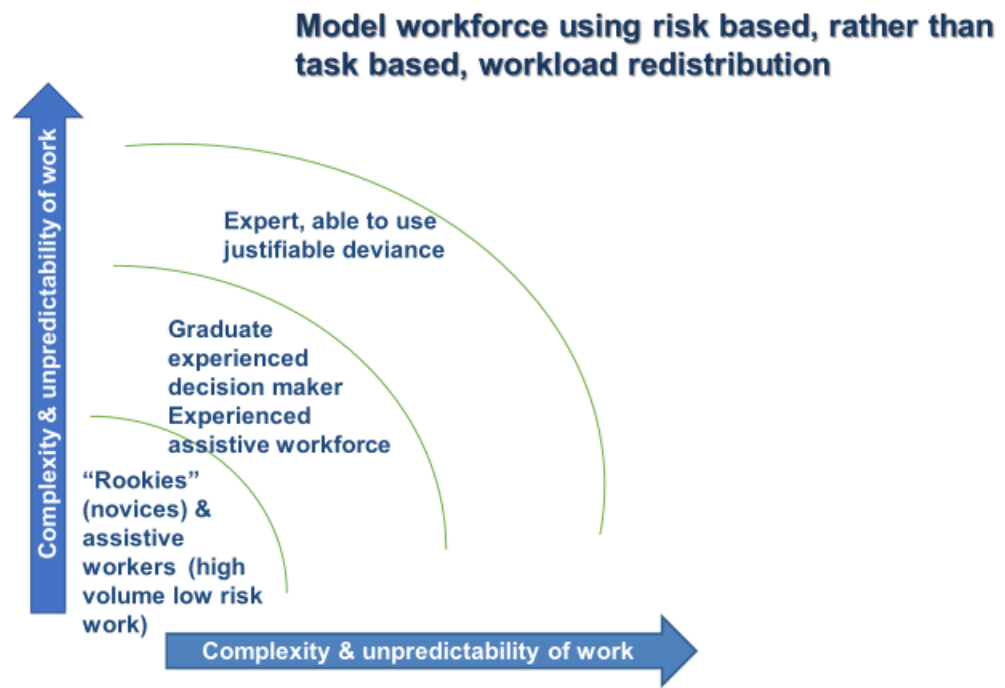 Model workforce using risk based, rather than
task based, workload redistribution
Complexity & unpredictability of work
Expert, able to use
justifiable deviance
Graduate
experienced
decision maker
Experienced
assistive workforce
“Rookies”
(novices) &
assistive
workers (high
volume low risk
work)
Complexity & unpredictability of work